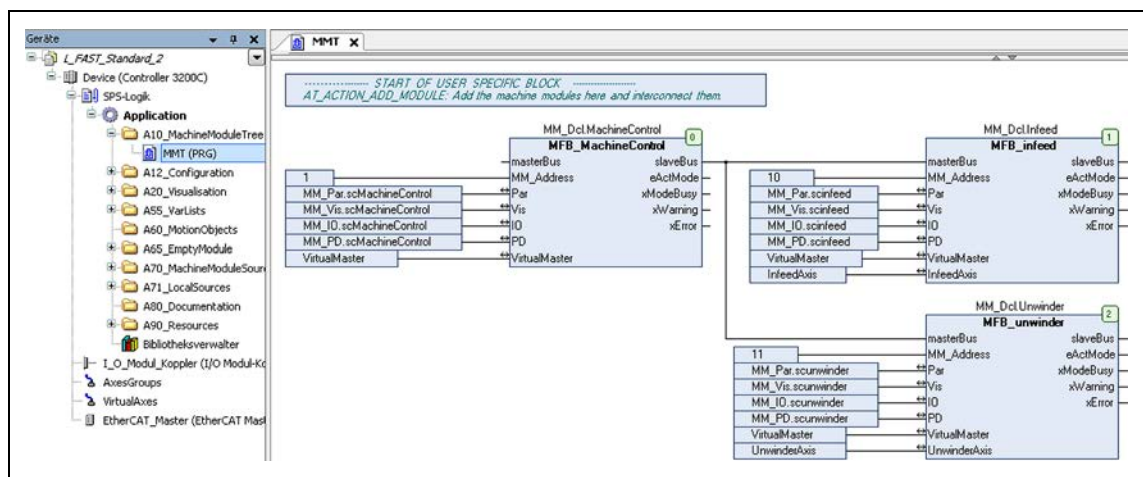 Geräte
L_FAST_Standard_2
Device (Controller 3200C)
SPS-Logik
Application
A10_MachineModuleTree
MMT (PRG)
A12_Configuration
A20_Visualisation
A55_VarLists
A60_MotionObjects
A65_EmptyModule
A70_MachineModuleSour
A71_LocalSources
A80_Documentation
A90_Resources
Bibliotheksverwalter
I_O_Modul_Koppler (I/O Modul-Ko
AxesGroups
VirtualAxes
EtherCAT_Master (EtherCAT Mas
MMT
------------------- START OF USER SPECIFIC BLOCK -------------------
AT_ACTION_ADD_MODULE: Add the machine modules here and interconnect them.
MM_Dcl.MachineControl
0
MFB_MachineControl
masterBus slaveBus
1 MM_Address eActMode
MM_Par.scMachineControl Par xModeBusy
MM_Vis.scMachineControl Vis xWarning
MM_IO.scMachineControl IO xError
MM_PD.scMachineControl PD
VirtualMaster VirtualMaster
MM_Dcl.Infeed
1
MFB_infeed
masterBus slaveBus
10 MM_Address eActMode
MM_Par.scinfeed Par xModeBusy
MM_Vis.scinfeed Vis xWarning
MM_IO.scinfeed IO xError
MM_PD.scinfeed PD
VirtualMaster VirtualMaster
InfeedAxis InfeedAxis
MM_Dcl.Unwinder
2
MFB_unwinder
masterBus slaveBus
11 MM_Address eActMode
MM_Par.scunwinder Par xModeBusy
MM_Vis.scunwinder Vis xWarning
MM_IO.scunwinder IO xError
MM_PD.scunwinder PD
VirtualMaster VirtualMaster
UnwinderAxis UnwinderAxis